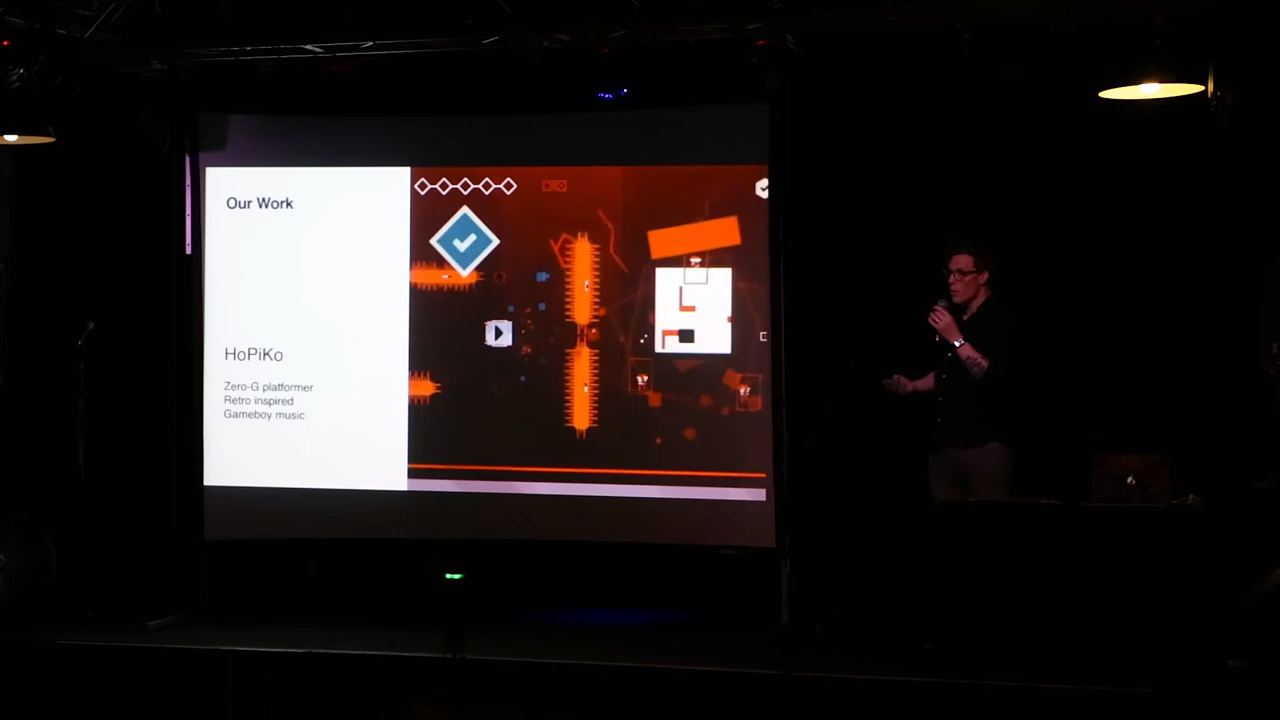 Our Work
HoPiKo
Zero-G platformer
Retro inspired
Gameboy music